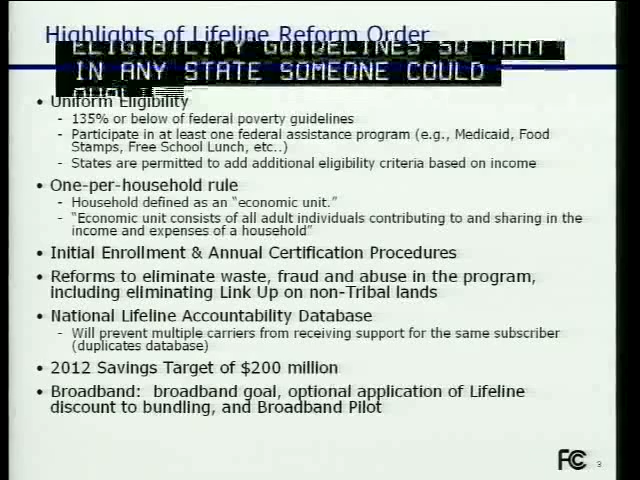 Highlights of Lifeline Reform Order
ELIGIBILITY GUIDELINES SO THAT
IN ANY STATE SOMEONE COULD
• Uniform Eligibility
- 135% or below of federal poverty guidelines
- Participate in at least one federal assistance program (e.g., Medicaid, Food
Stamps, Free School Lunch, etc..)
- States are permitted to add additional eligibility criteria based on income
• One-per-household rule
- Household defined as an “economic unit.”
- “Economic unit consists of all adult individuals contributing to and sharing in the
income and expenses of a household”
• Initial Enrollment & Annual Certification Procedures
• Reforms to eliminate waste, fraud and abuse in the program,
including eliminating Link Up on non-Tribal lands
• National Lifeline Accountability Database
- Will prevent multiple carriers from receiving support for the same subscriber
(duplicates database)
• 2012 Savings Target of $200 million
• Broadband: broadband goal, optional application of Lifeline
discount to bundling, and Broadband Pilot
FCC 3